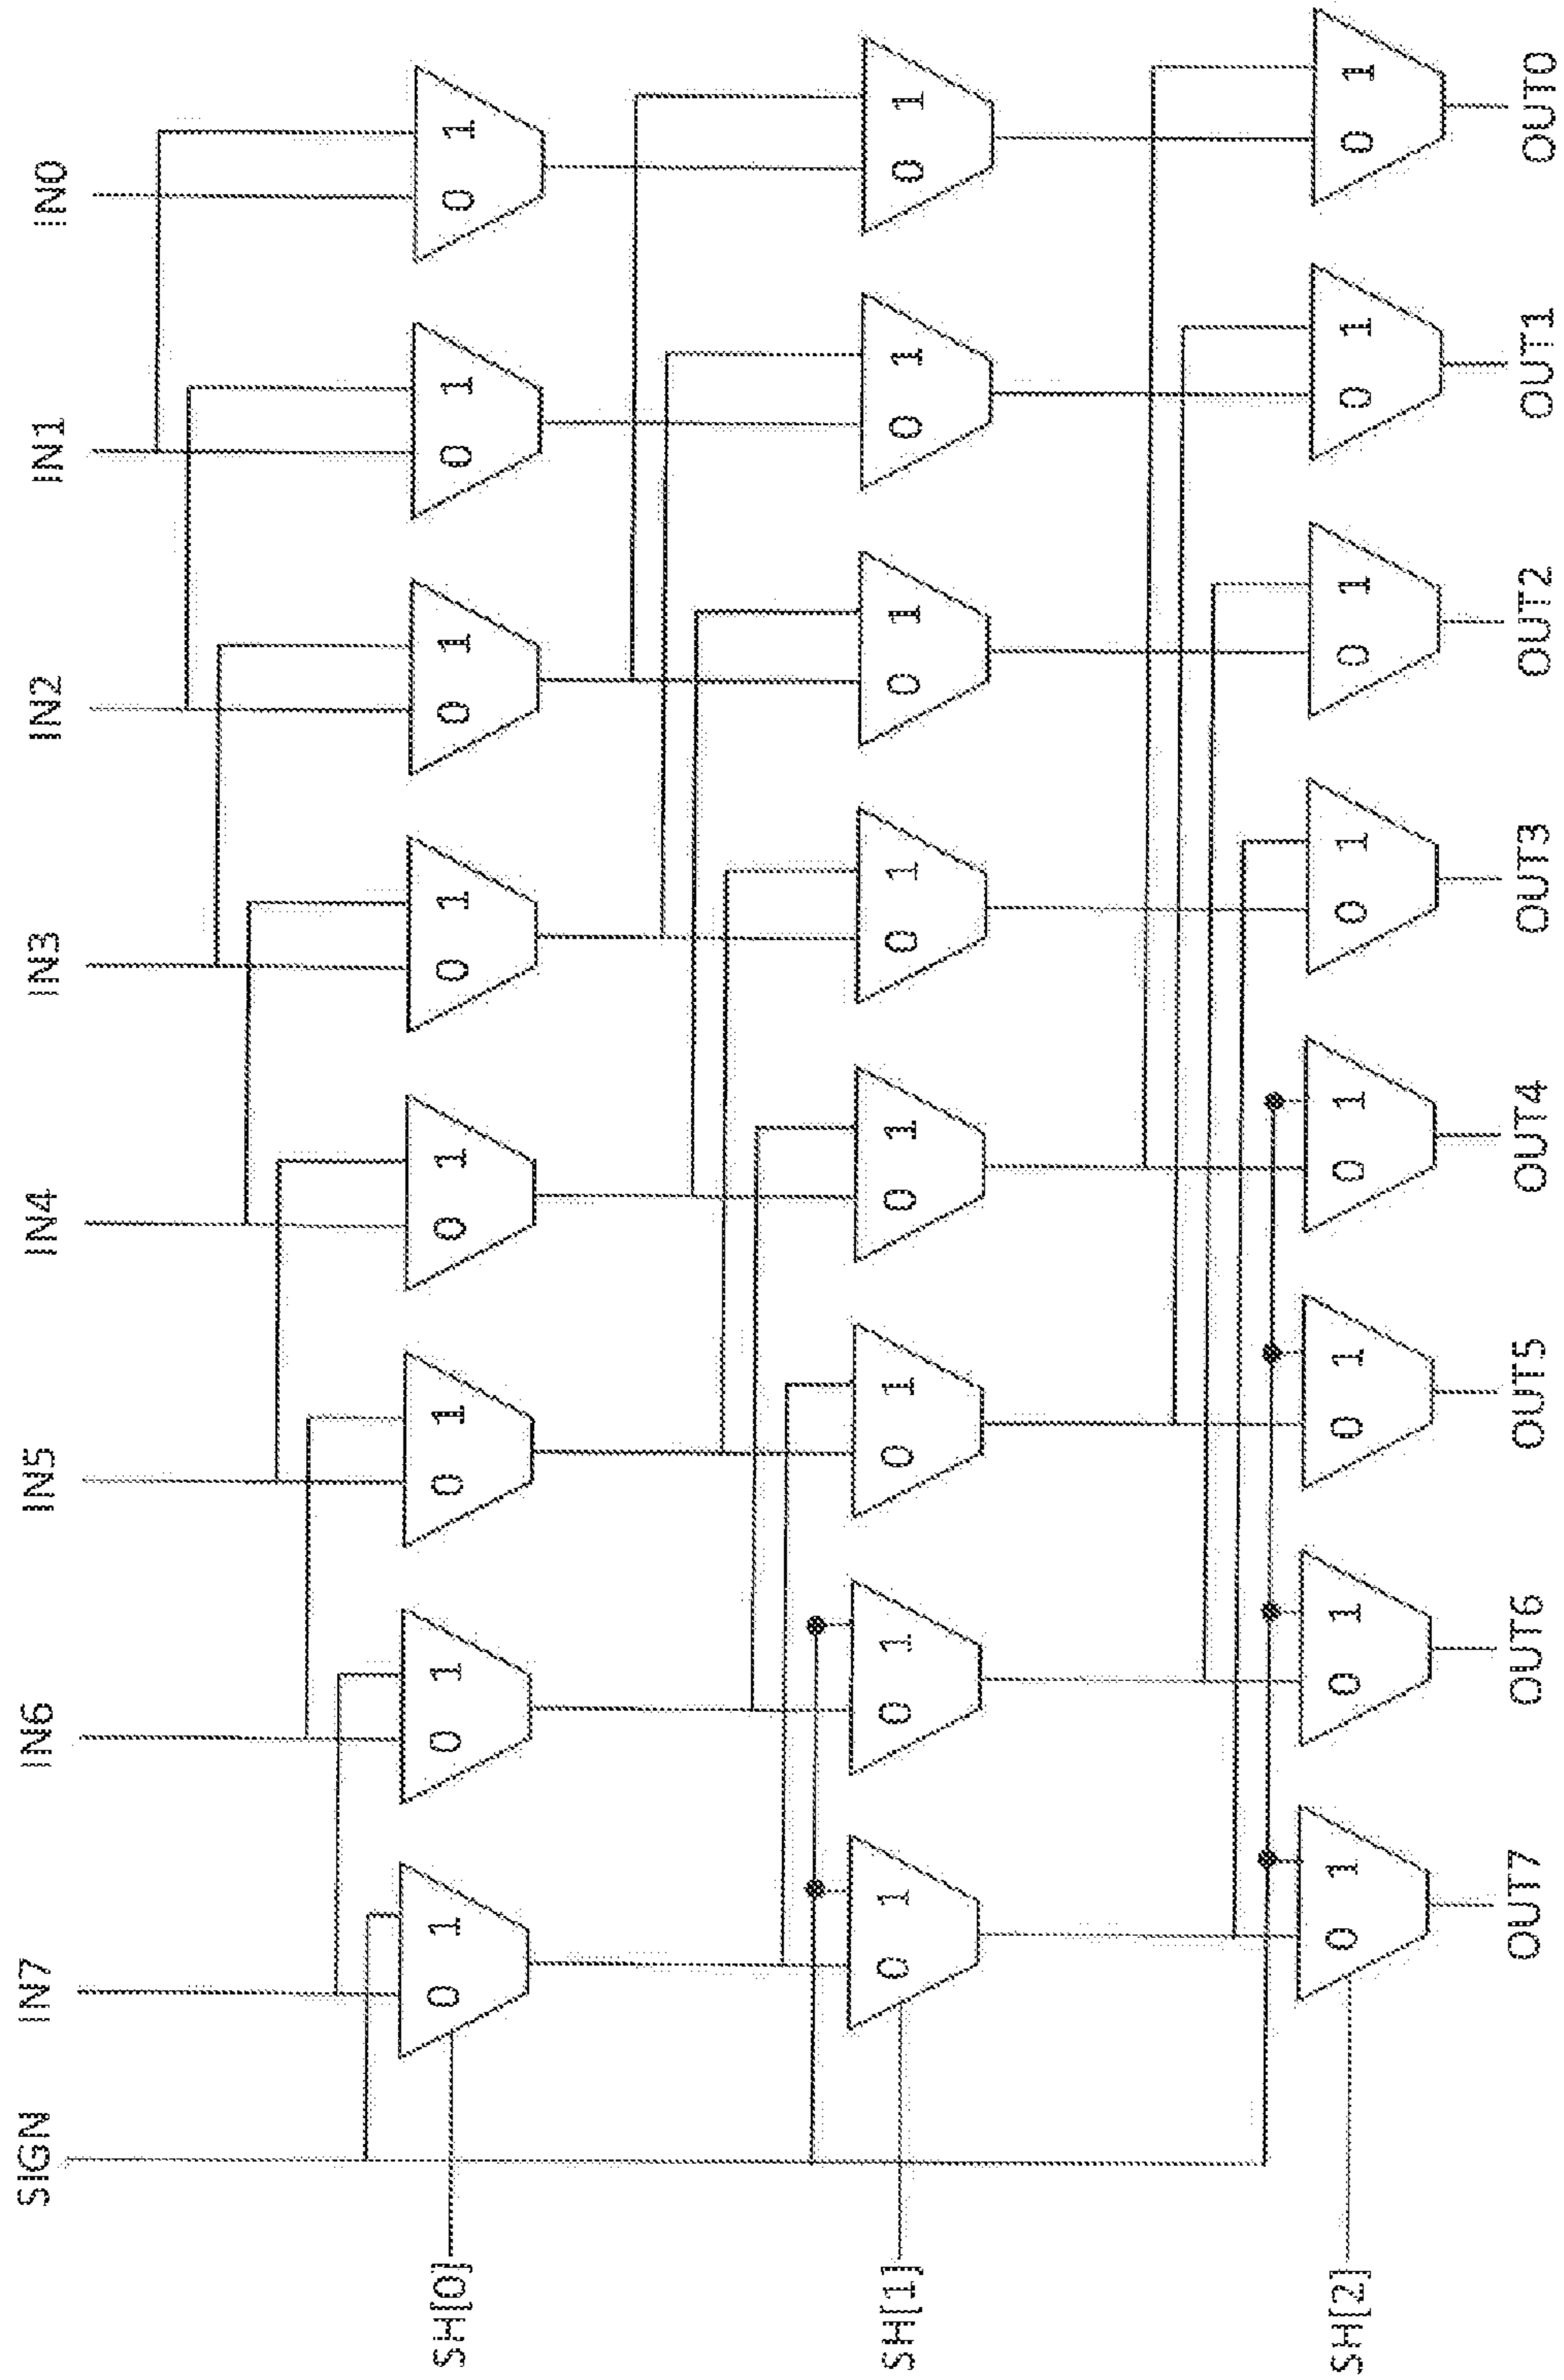 SIGN IN7 IN6 IN5 IN4 IN3 IN2 IN1 IN0
SH[0] 0 1 0 1 0 1 0 1 0 1 0 1 0 1 0 1
SH[1] 0 1 0 1 0 1 0 1 0 1 0 1 0 1 0 1
SH[2] 0 1 0 1 0 1 0 1 0 1 0 1 0 1 0 1
OUT7 OUT6 OUT5 OUT4 OUT3 OUT2 OUT1 OUT0